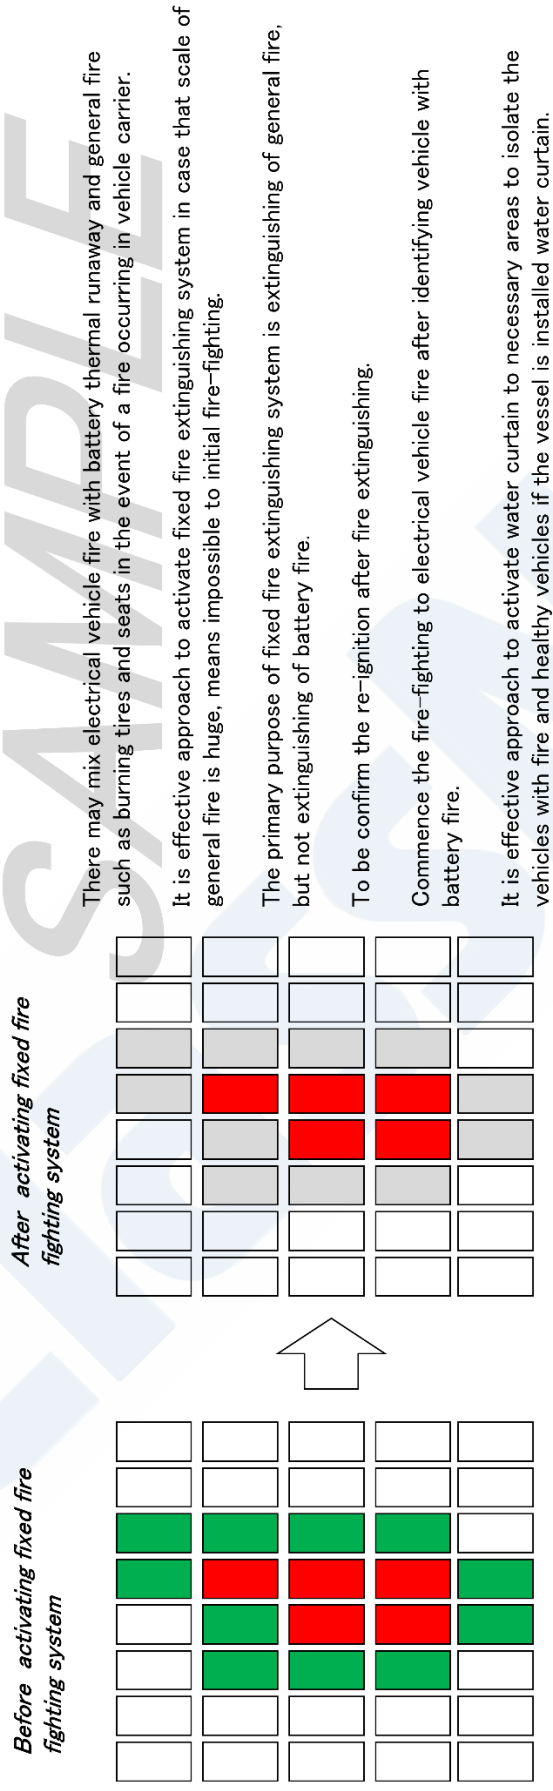 Before activating fixed fire
fighting system
After activating fixed fire
fighting system
SAMPLE
There may mix electrical vehicle fire with battery thermal runaway and general fire
such as burning tires and seats in the event of a fire occurring in vehicle carrier.
It is effective approach to activate fixed fire extinguishing system in case that scale of
general fire is huge, means impossible to initial fire-fighting.
The primary purpose of fixed fire extinguishing system is extinguishing of general fire,
but not extinguishing of battery fire.
To be confirm the re-ignition after fire extinguishing.
Commence the fire-fighting to electrical vehicle fire after identifying vehicle with
battery fire.
It is effective approach to activate water curtain to necessary areas to isolate the
vehicles with fire and healthy vehicles if the vessel is installed water curtain.